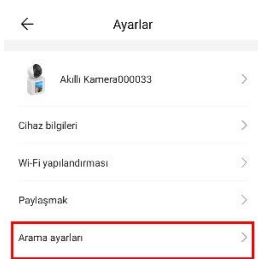 Ayarlar
Akıllı Kamera000033
Cihaz bilgileri
Wi-Fi yapılandırması
Paylaşmak
Arama ayarları